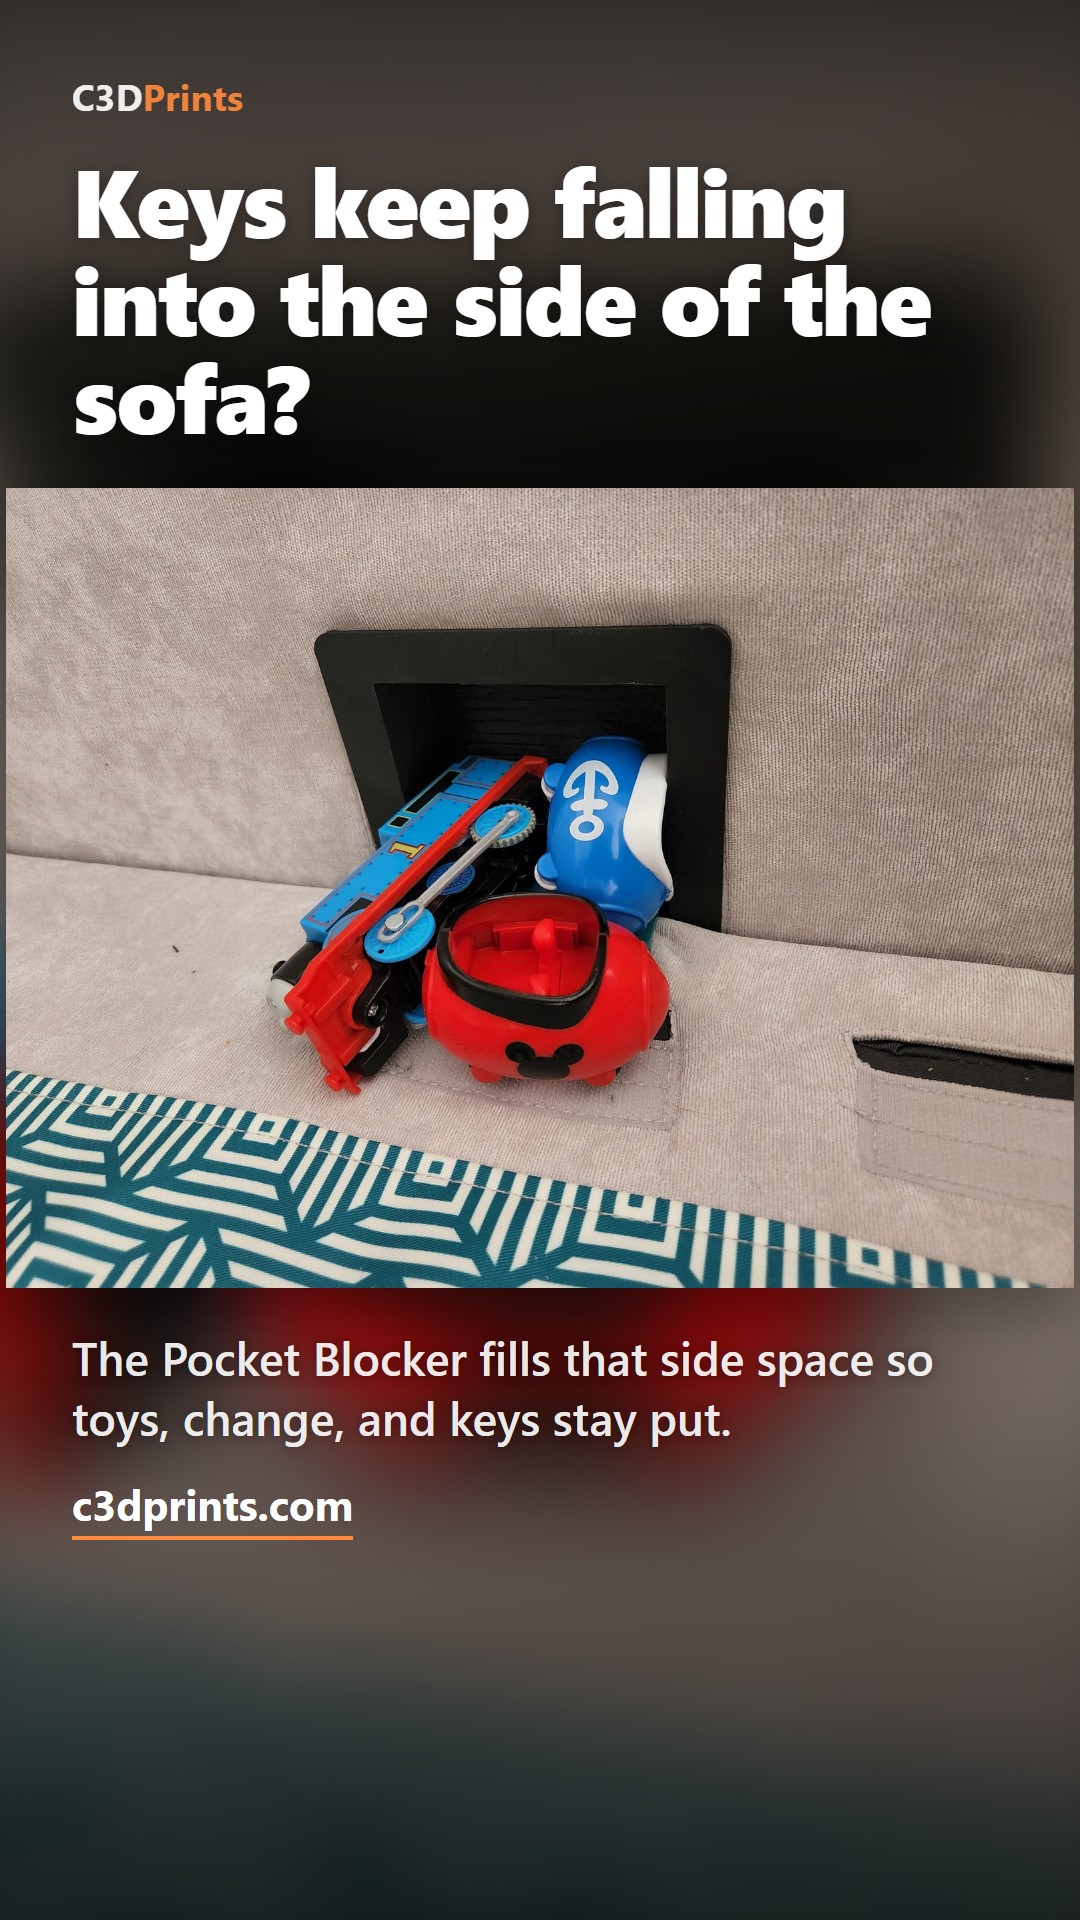 C3DPrints
Keys keep falling
into the side of the
sofa?
1
The Pocket Blocker fills that side space so
toys, change, and keys stay put.
c3dprints.com